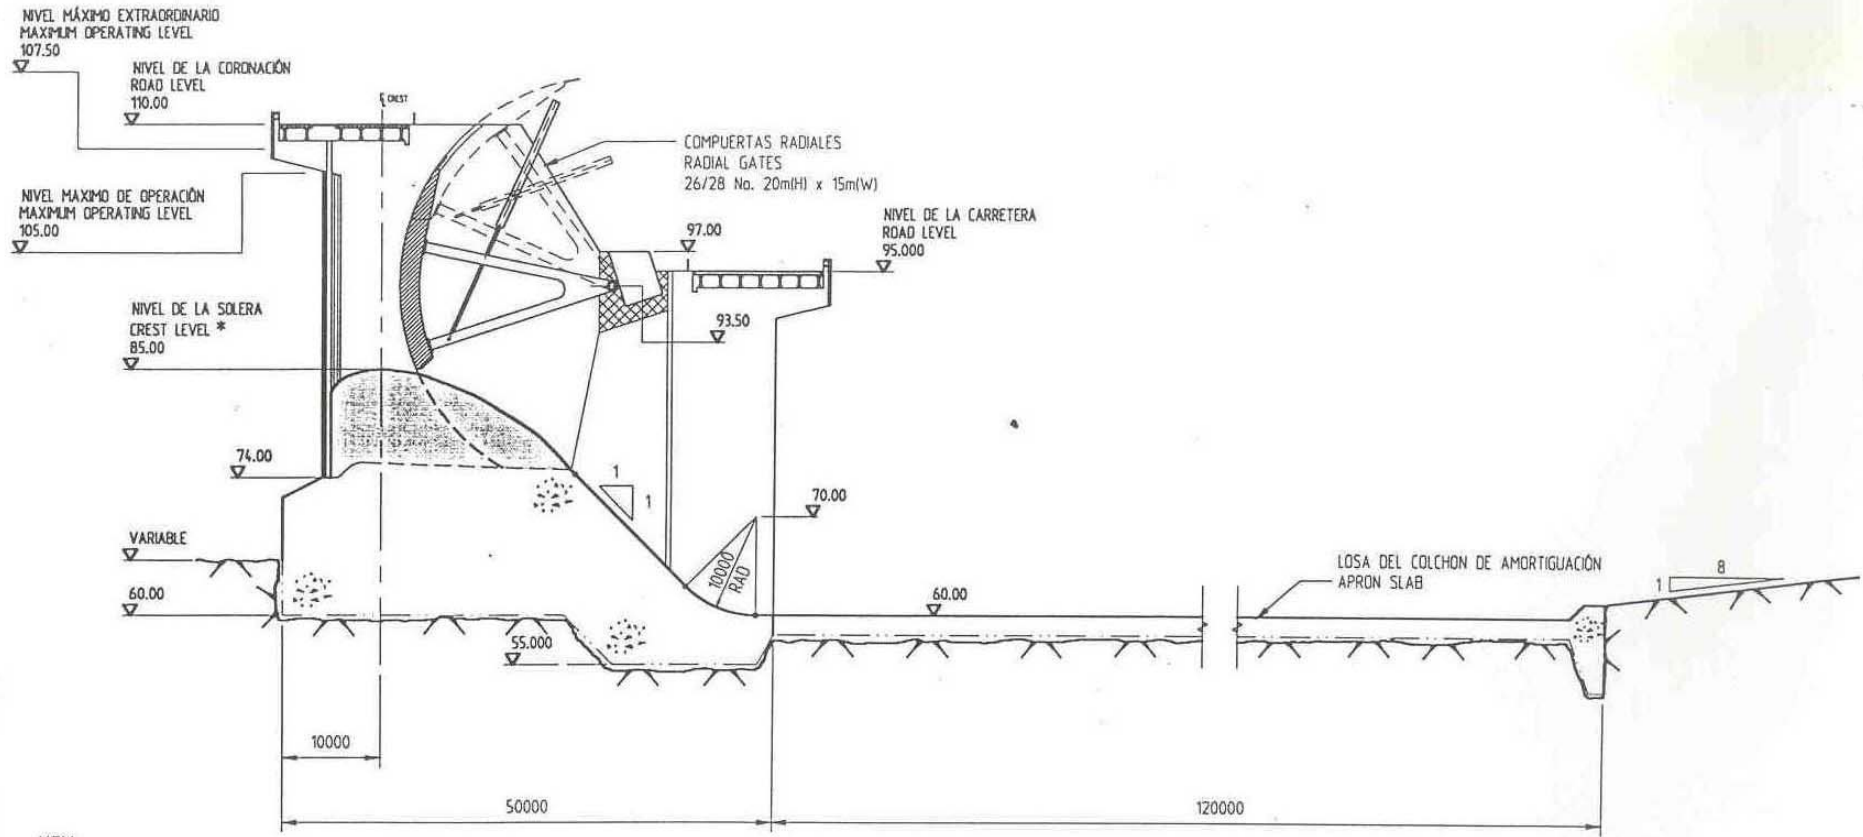 NIVEL MÁXIMO EXTRAORDINARIO
MAXIMUM OPERATING LEVEL
107.50
NIVEL DE LA CORONACIÓN
ROAD LEVEL
110.00
CREST
COMPUERTAS RADIALES
RADIAL GATES
26/28 No. 20m(H) x 15m(W)
NIVEL MAXIMO DE OPERACIÓN
MAXIMUM OPERATING LEVEL
105.00
NIVEL DE LA CARRETERA
ROAD LEVEL
95.000
97.00
93.50
NIVEL DE LA SOLERA
CREST LEVEL *
85.00
74.00
1
1
70.00
VARIABLE
10000
RAD
LOSA DEL COLCHON DE AMORTIGUACIÓN
APRON SLAB
1
8
60.00
60.00
55.000
10000
50000
120000